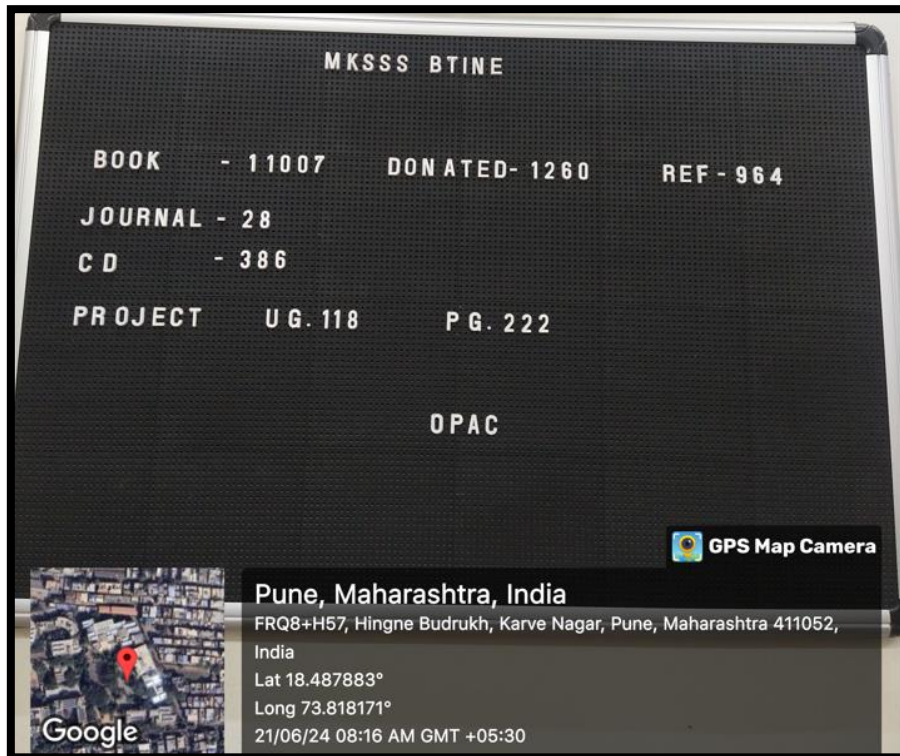 MKSSS BTINE
BOOK - 11007 DONATED- 1260 REF - 964
JOURNAL - 28
CD - 386
PROJECT UG. 118 PG. 222
OPAC
GPS Map Camera
Pune, Maharashtra, India
FRQ8+H57, Hingne Budrukh, Karve Nagar, Pune, Maharashtra 411052,
India
Lat 18.487883°
Long 73.818171°
21/06/24 08:16 AM GMT +05:30
Google